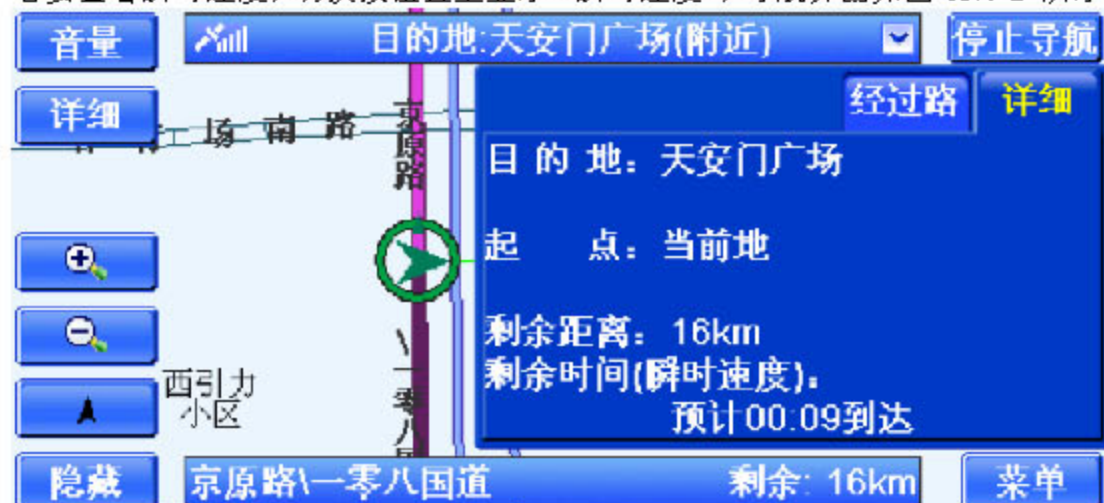 音量
目的地:天安门广场(附近)
停止导航
详细
经过路
详细
场南路
京原路
目的地：天安门广场
起点：当前地
剩余距离：16km
剩余时间(瞬时速度)：
预计00:09到达
西引力
小区
一零八国
隐藏
京原路\一零八国道
剩余: 16km
菜单